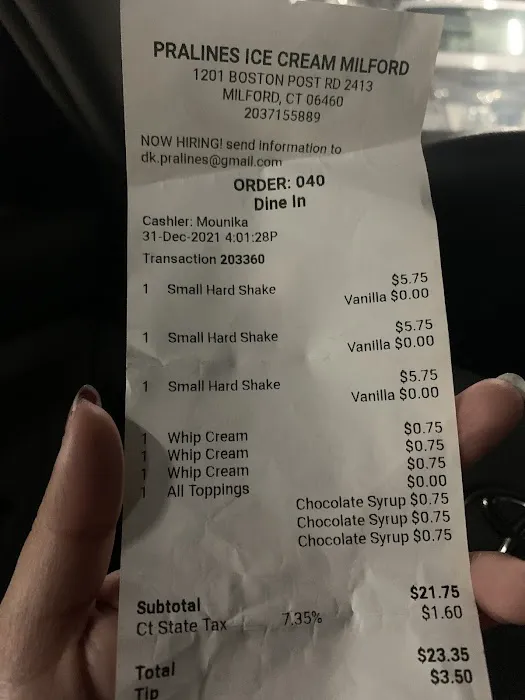 PRALINES ICE CREAM MILFORD
1201 BOSTON POST RD 2413
MILFORD, CT 06460
2037155889
NOW HIRING! send information to
dk.pralines@gmail.com
ORDER: 040
Dine In
Cashier: Mounika
31-Dec-2021 4:01:28P
Transaction 203360
1 Small Hard Shake $5.75
Vanilla $0.00
1 Small Hard Shake $5.75
Vanilla $0.00
1 Small Hard Shake $5.75
Vanilla $0.00
1 Whip Cream $0.75
1 Whip Cream $0.75
1 Whip Cream $0.75
1 All Toppings $0.00
Chocolate Syrup $0.75
Chocolate Syrup $0.75
Chocolate Syrup $0.75
Subtotal $21.75
Ct State Tax 7.35% $1.60
Total $23.35
Tip $3.50